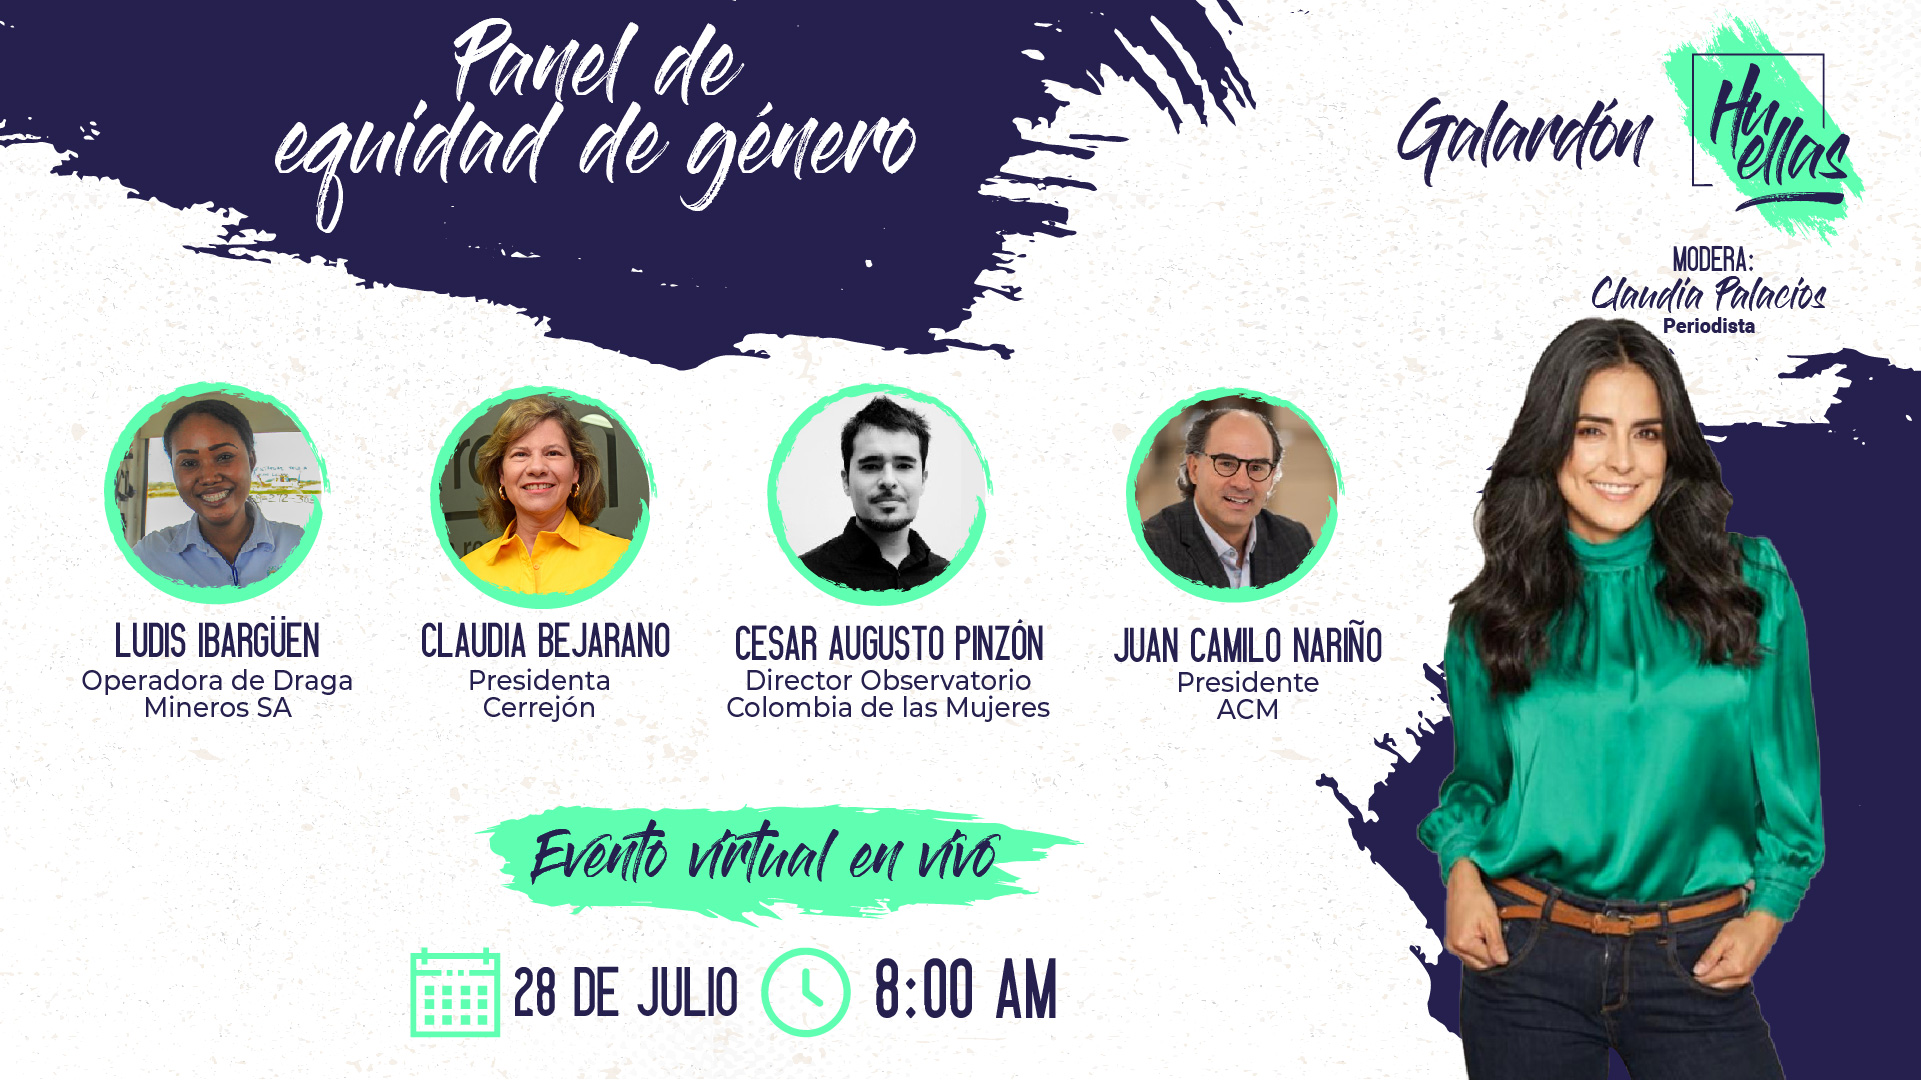 Panel de
equidad de género
Galardón
Hu
ellas
MODERA:
Claudia Palacios
Periodista
LUDIS IBARGÜEN
Operadora de Draga
Mineros SA
CLAUDIA BEJARANO
Presidenta
Cerrejón
CESAR AUGUSTO PINZÓN
Director Observatorio
Colombia de las Mujeres
JUAN CAMILO NARIÑO
Presidente
ACM
Evento virtual en vivo
28 DE JULIO
8:00 AM